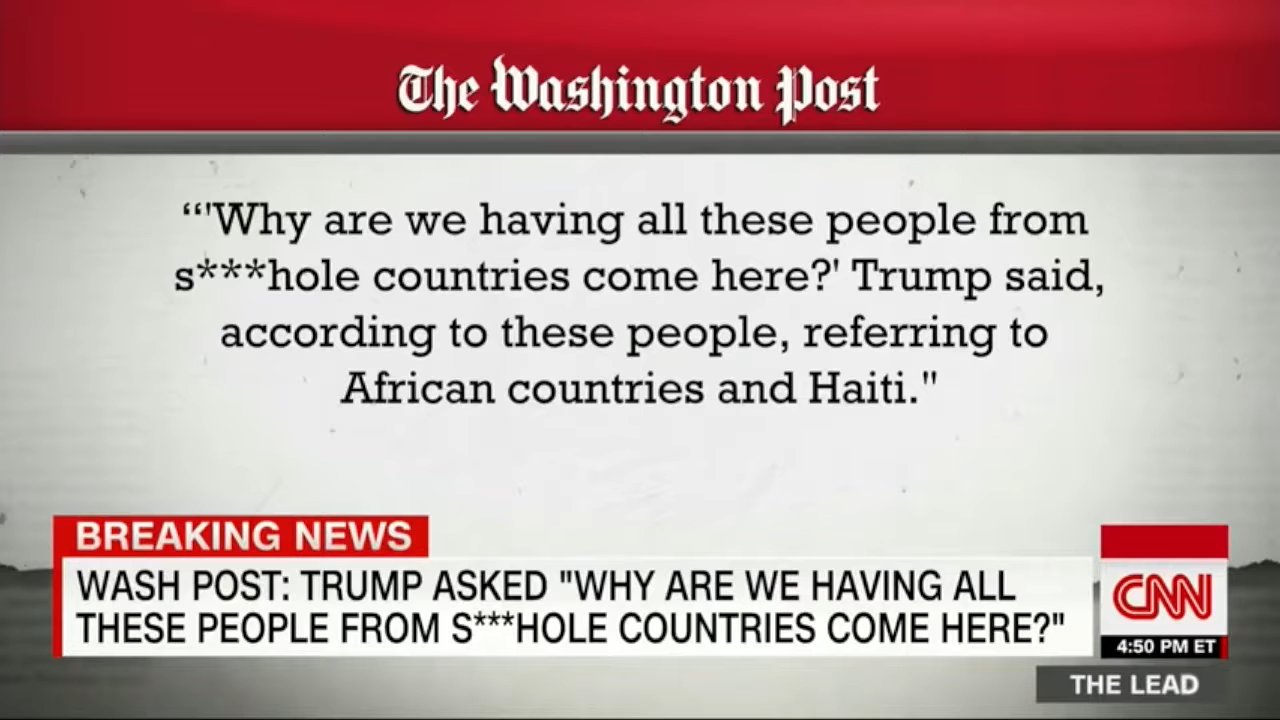 The Washington Post
“'Why are we having all these people from
s***hole countries come here?' Trump said,
according to these people, referring to
African countries and Haiti."
BREAKING NEWS
WASH POST: TRUMP ASKED "WHY ARE WE HAVING ALL
THESE PEOPLE FROM S***HOLE COUNTRIES COME HERE?"
CNN
4:50 PM ET
THE LEAD